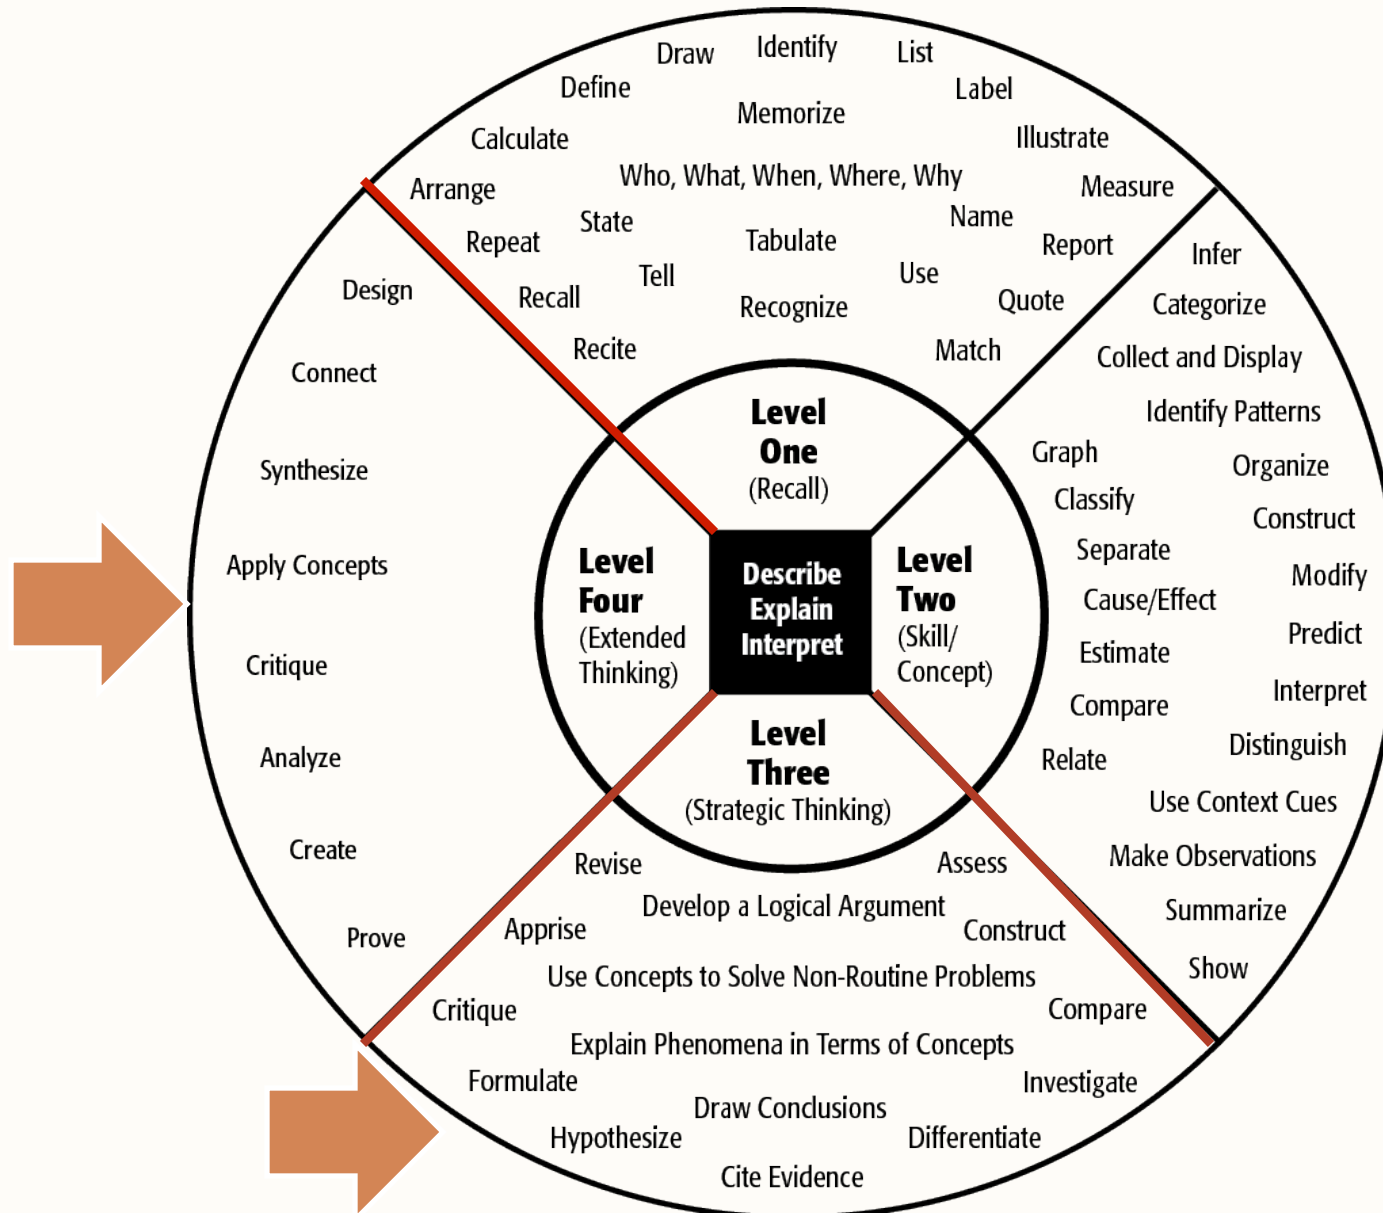 Draw
Identify
List
Define
Label
Memorize
Calculate
Illustrate
Who, What, When, Where, Why
Arrange
Measure
State
Name
Repeat
Tabulate
Report
Tell
Use
Recall
Recognize
Quote
Recite
Match
Level
One
(Recall)
Infer
Categorize
Collect and Display
Identify Patterns
Graph
Organize
Classify
Construct
Separate
Modify
Cause/Effect
Predict
Estimate
Interpret
Compare
Distinguish
Relate
Use Context Cues
Make Observations
Summarize
Show
Level
Two
(Skill/
Concept)
Describe
Explain
Interpret
Level
Four
(Extended
Thinking)
Design
Connect
Synthesize
Apply Concepts
Critique
Analyze
Create
Prove
Level
Three
(Strategic Thinking)
Revise
Assess
Develop a Logical Argument
Apprise
Construct
Use Concepts to Solve Non-Routine Problems
Critique
Compare
Explain Phenomena in Terms of Concepts
Formulate
Investigate
Draw Conclusions
Hypothesize
Differentiate
Cite Evidence